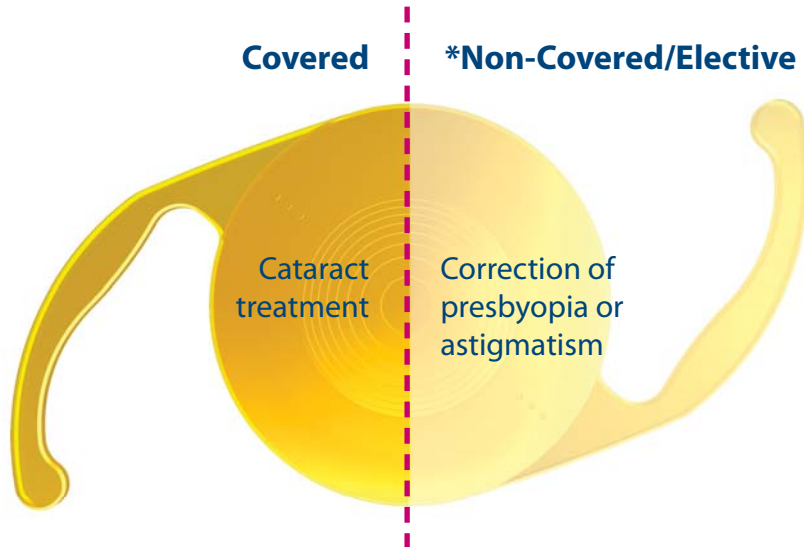 Covered
*Non-Covered/Elective
Cataract
treatment
Correction of
presbyopia or
astigmatism